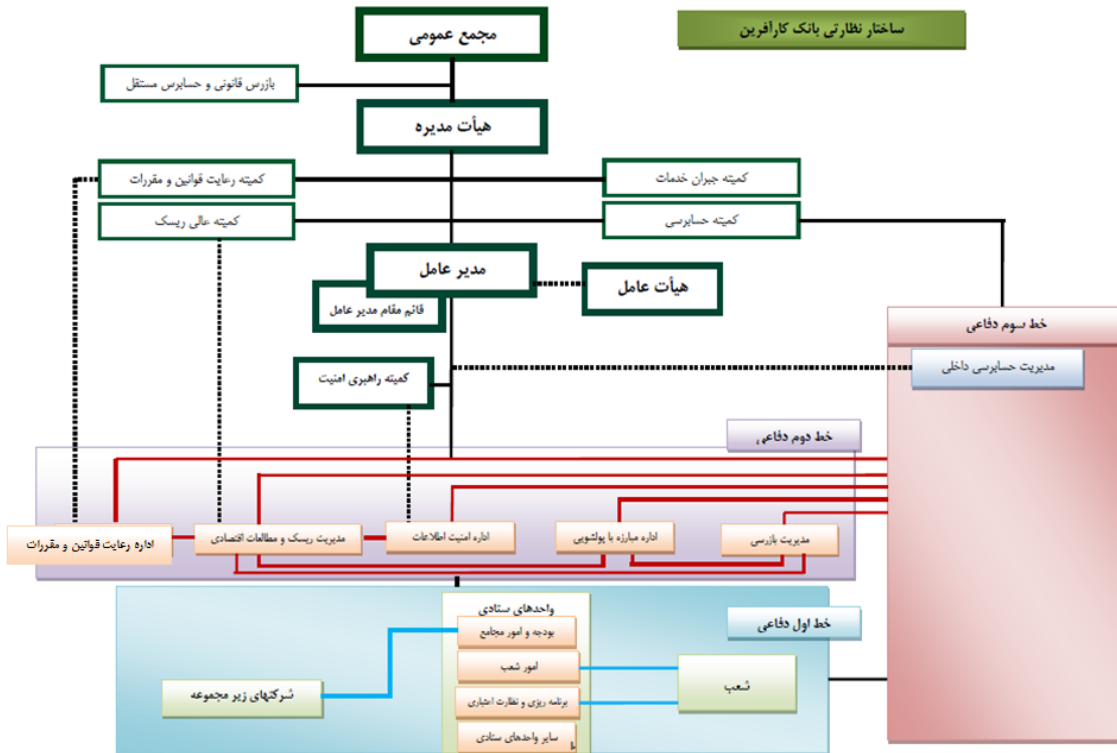 ساختار نظارتی بانک کارآفرین
مجمع عمومی
بازرس قانونی و حسابرس مستقل
هیأت مدیره
کمیته رعایت قوانین و مقررات
کمیته جبران خدمات
کمیته عالی ریسک
کمیته حسابرسی
مدیر عامل
هیأت عامل
قائم مقام مدیر عامل
خط سوم دفاعی
مدیریت حسابرسی داخلی
کمیته راهبری امنیت
خط دوم دفاعی
مدیریت بازرسی
اداره مبارزه با پولشویی
اداره امنیت اطلاعات
مدیریت ریسک و مطالعات اقتصادی
اداره رعایت قوانین و مقررات
خط اول دفاعی
واحدهای ستادی
بودجه و امور مجامع
امور شعب
برنامه ریزی و نظارت اعتباری
سایر واحدهای ستادی
شعب
شرکتهای زیر مجموعه